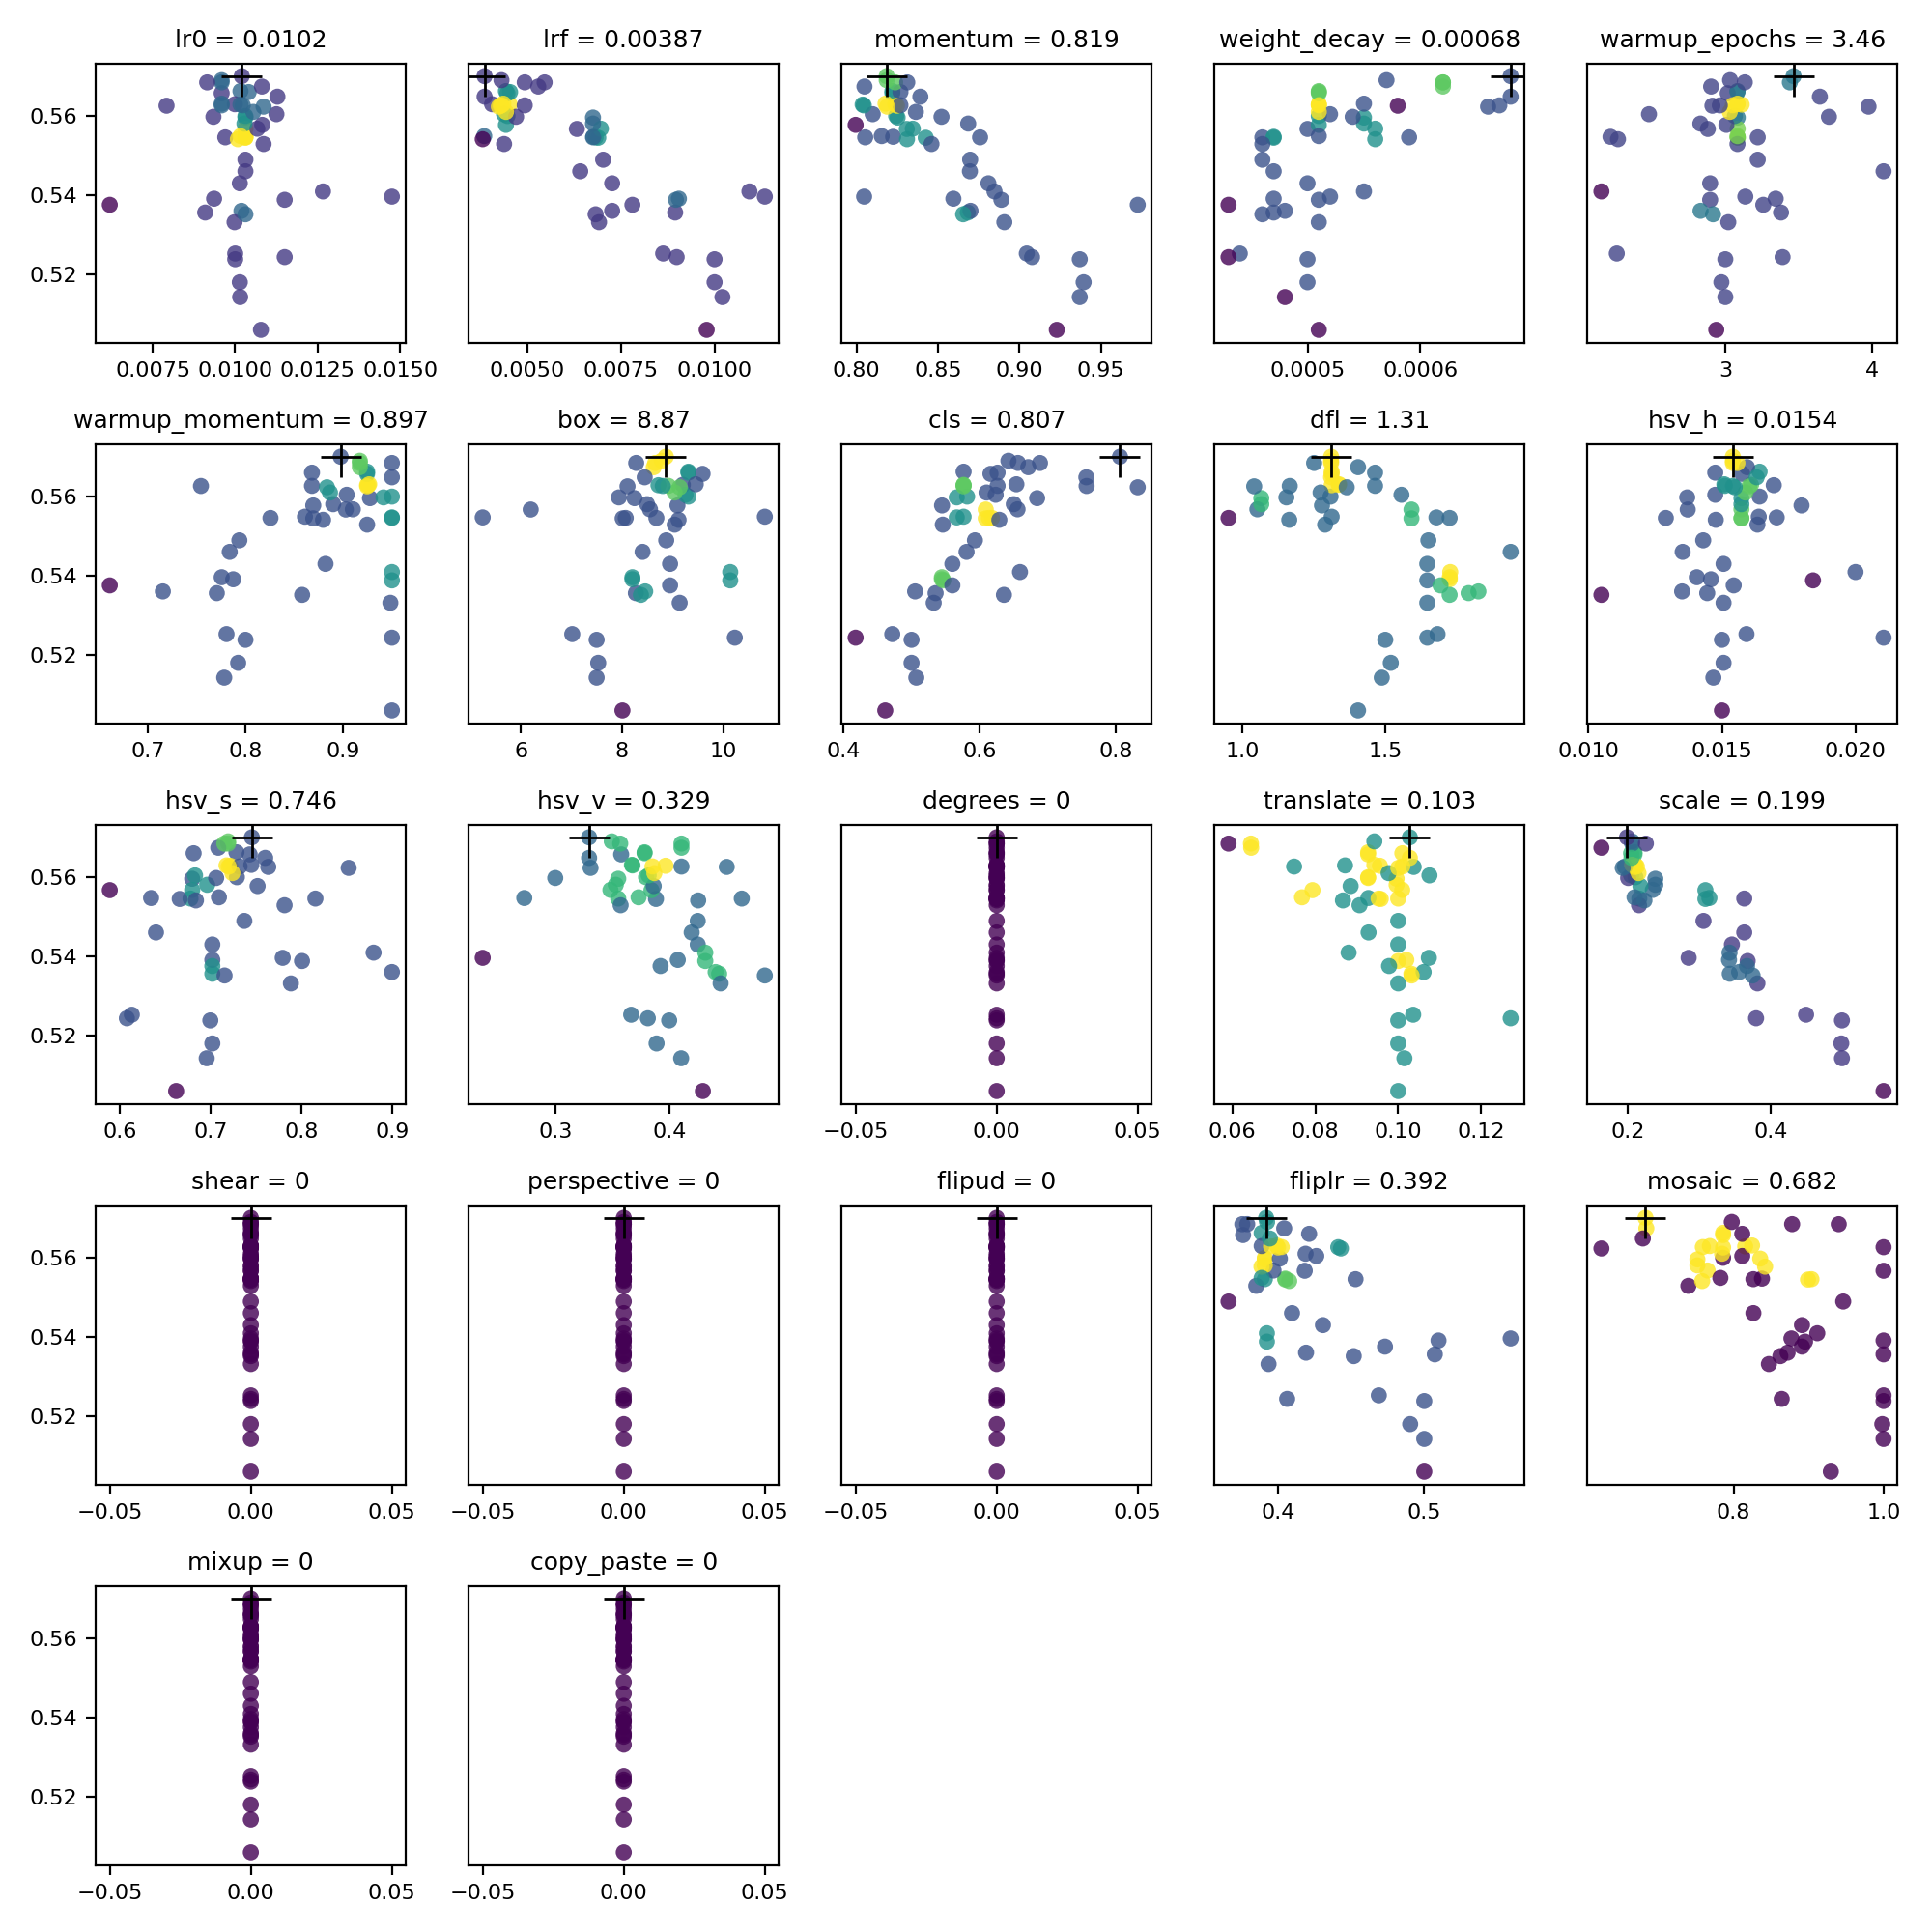 lr0 = 0.0102 lrf = 0.00387 momentum = 0.819 weight_decay = 0.00068 warmup_epochs = 3.46
0.56
0.54
0.52
0.0075 0.0100 0.0125 0.0150 0.0050 0.0075 0.0100 0.80 0.85 0.90 0.95 0.0005 0.0006 3 4
warmup_momentum = 0.897 box = 8.87 cls = 0.807 dfl = 1.31 hsv_h = 0.0154
0.56
0.54
0.52
0.7 0.8 0.9 6 8 10 0.4 0.6 0.8 1.0 1.5 0.010 0.015 0.020
hsv_s = 0.746 hsv_v = 0.329 degrees = 0 translate = 0.103 scale = 0.199
0.56
0.54
0.52
0.6 0.7 0.8 0.9 0.3 0.4 −0.05 0.00 0.05 0.06 0.08 0.10 0.12 0.2 0.4
shear = 0 perspective = 0 flipud = 0 fliplr = 0.392 mosaic = 0.682
0.56
0.54
0.52
−0.05 0.00 0.05 −0.05 0.00 0.05 −0.05 0.00 0.05 0.4 0.5 0.8 1.0
mixup = 0 copy_paste = 0
0.56
0.54
0.52
−0.05 0.00 0.05 −0.05 0.00 0.05